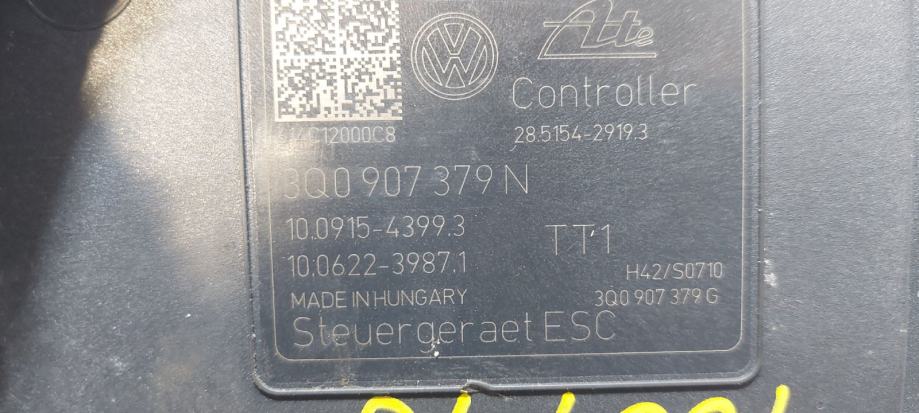 Ate
Controller
28.5154-2919.3
3Q0 907 379 N
10.0915-4399.3
TT1
10.0622-3987.1
H42/S0710
MADE IN HUNGARY
3Q0 907 379 G
Steuergeraet ESC